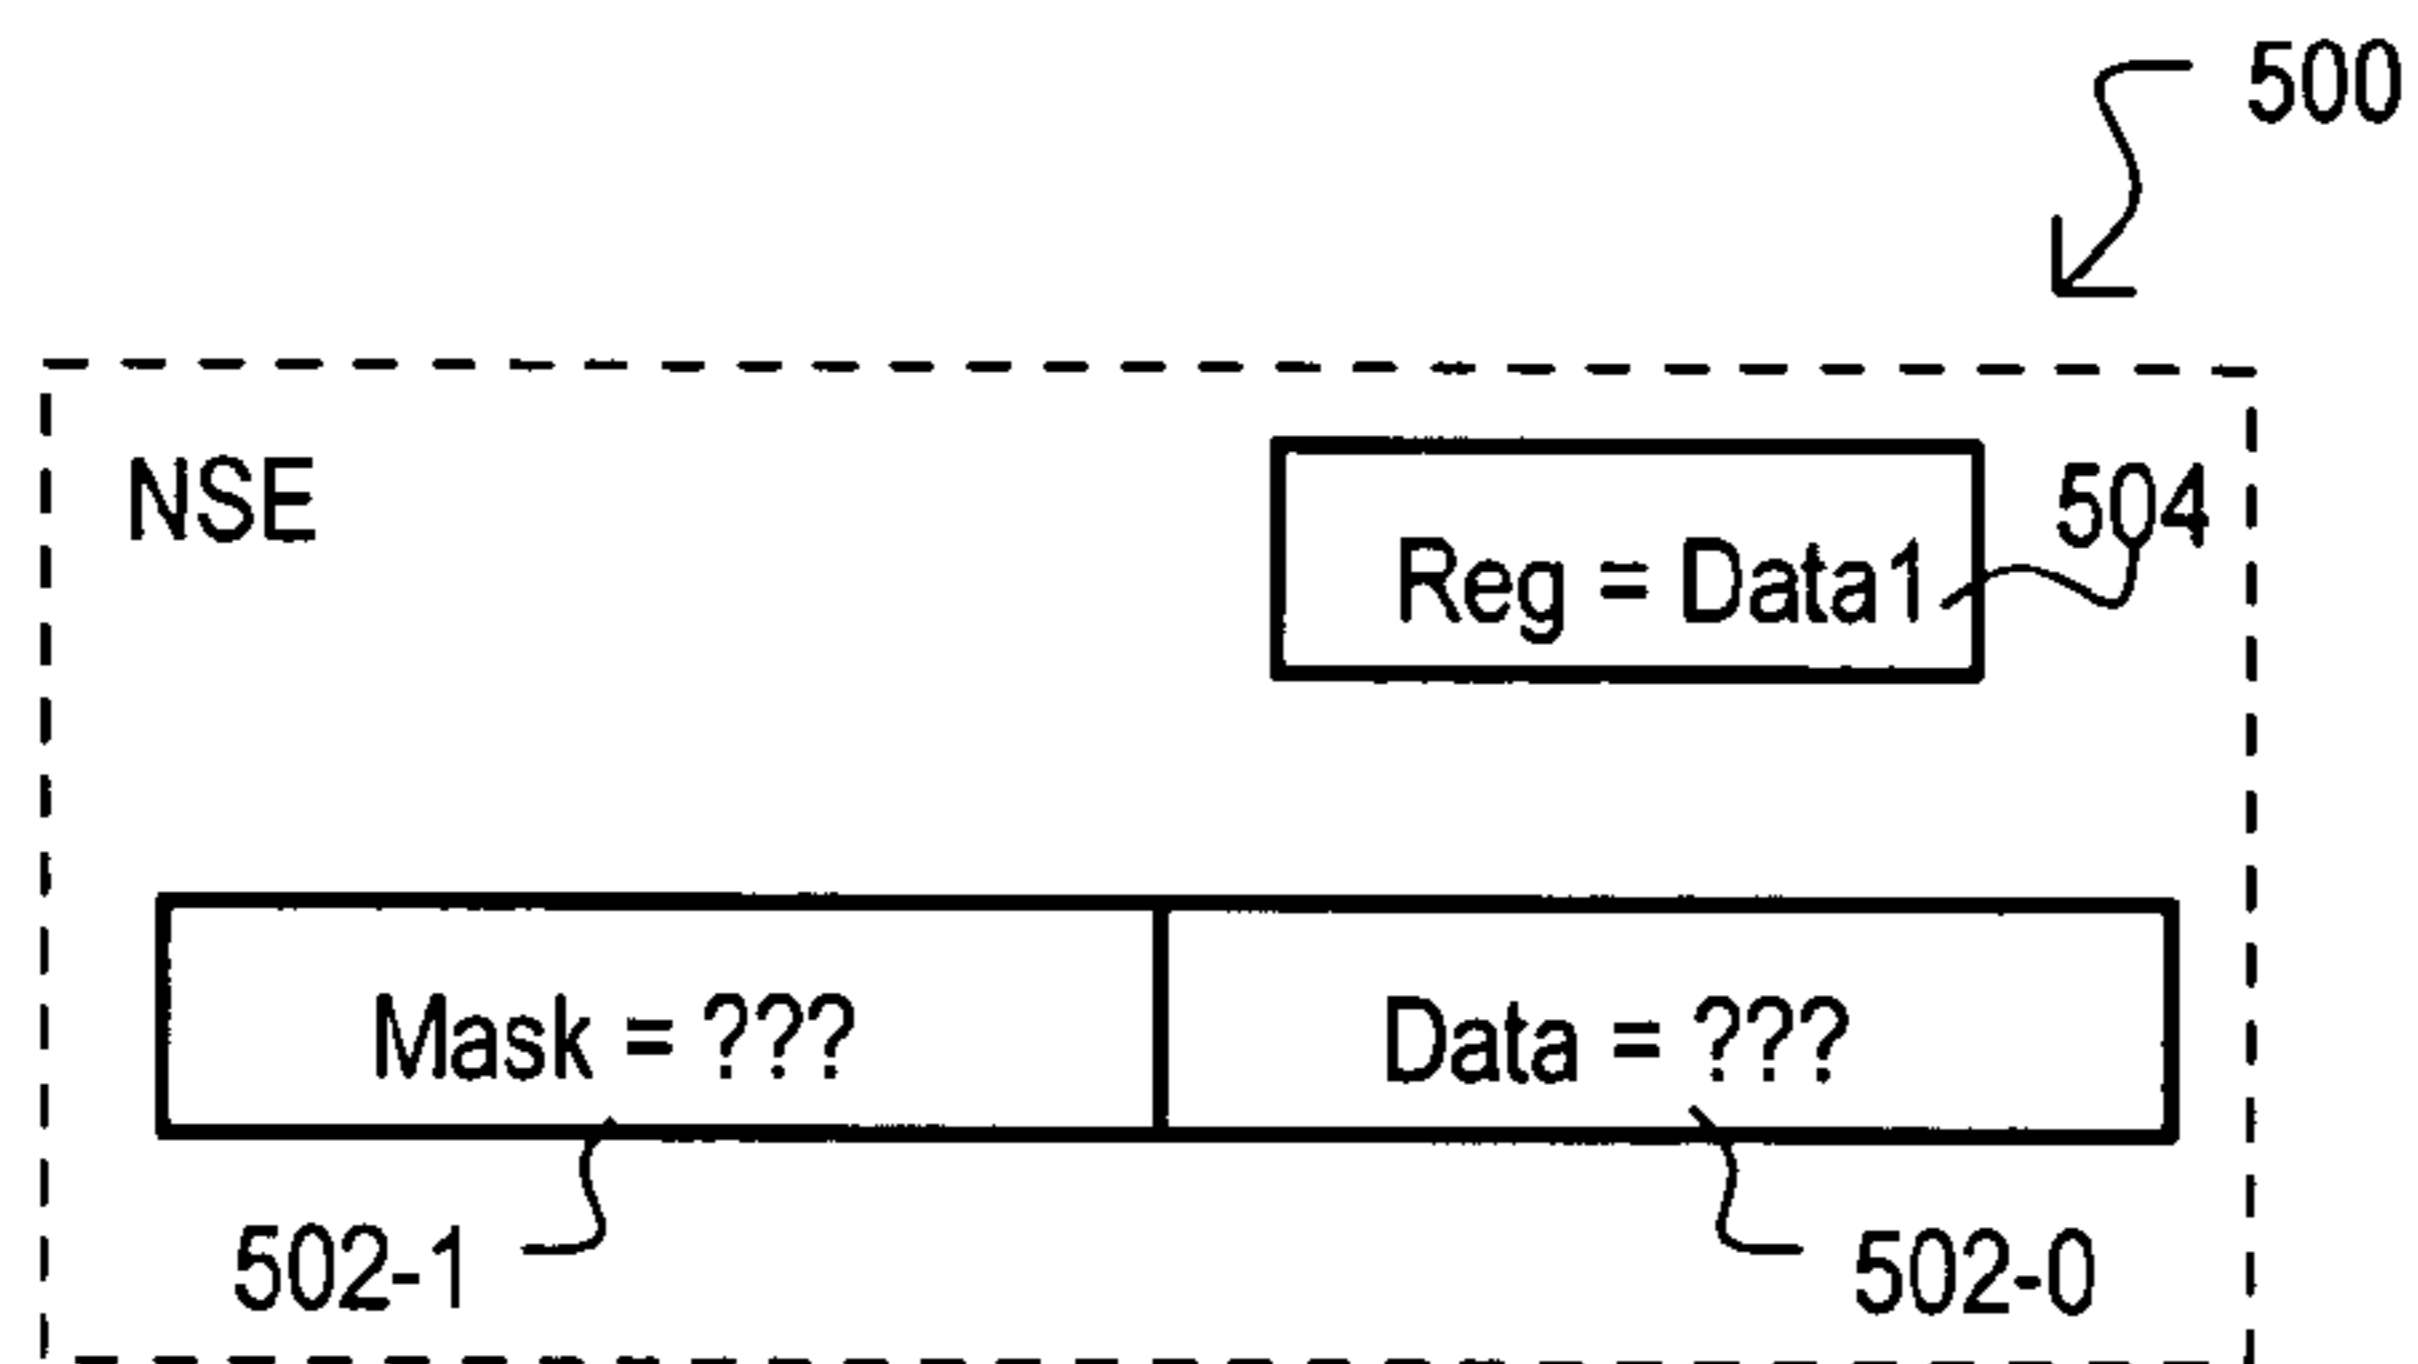 500
NSE
504
Reg = Data1
Mask = ???
Data = ???
502-1
502-0